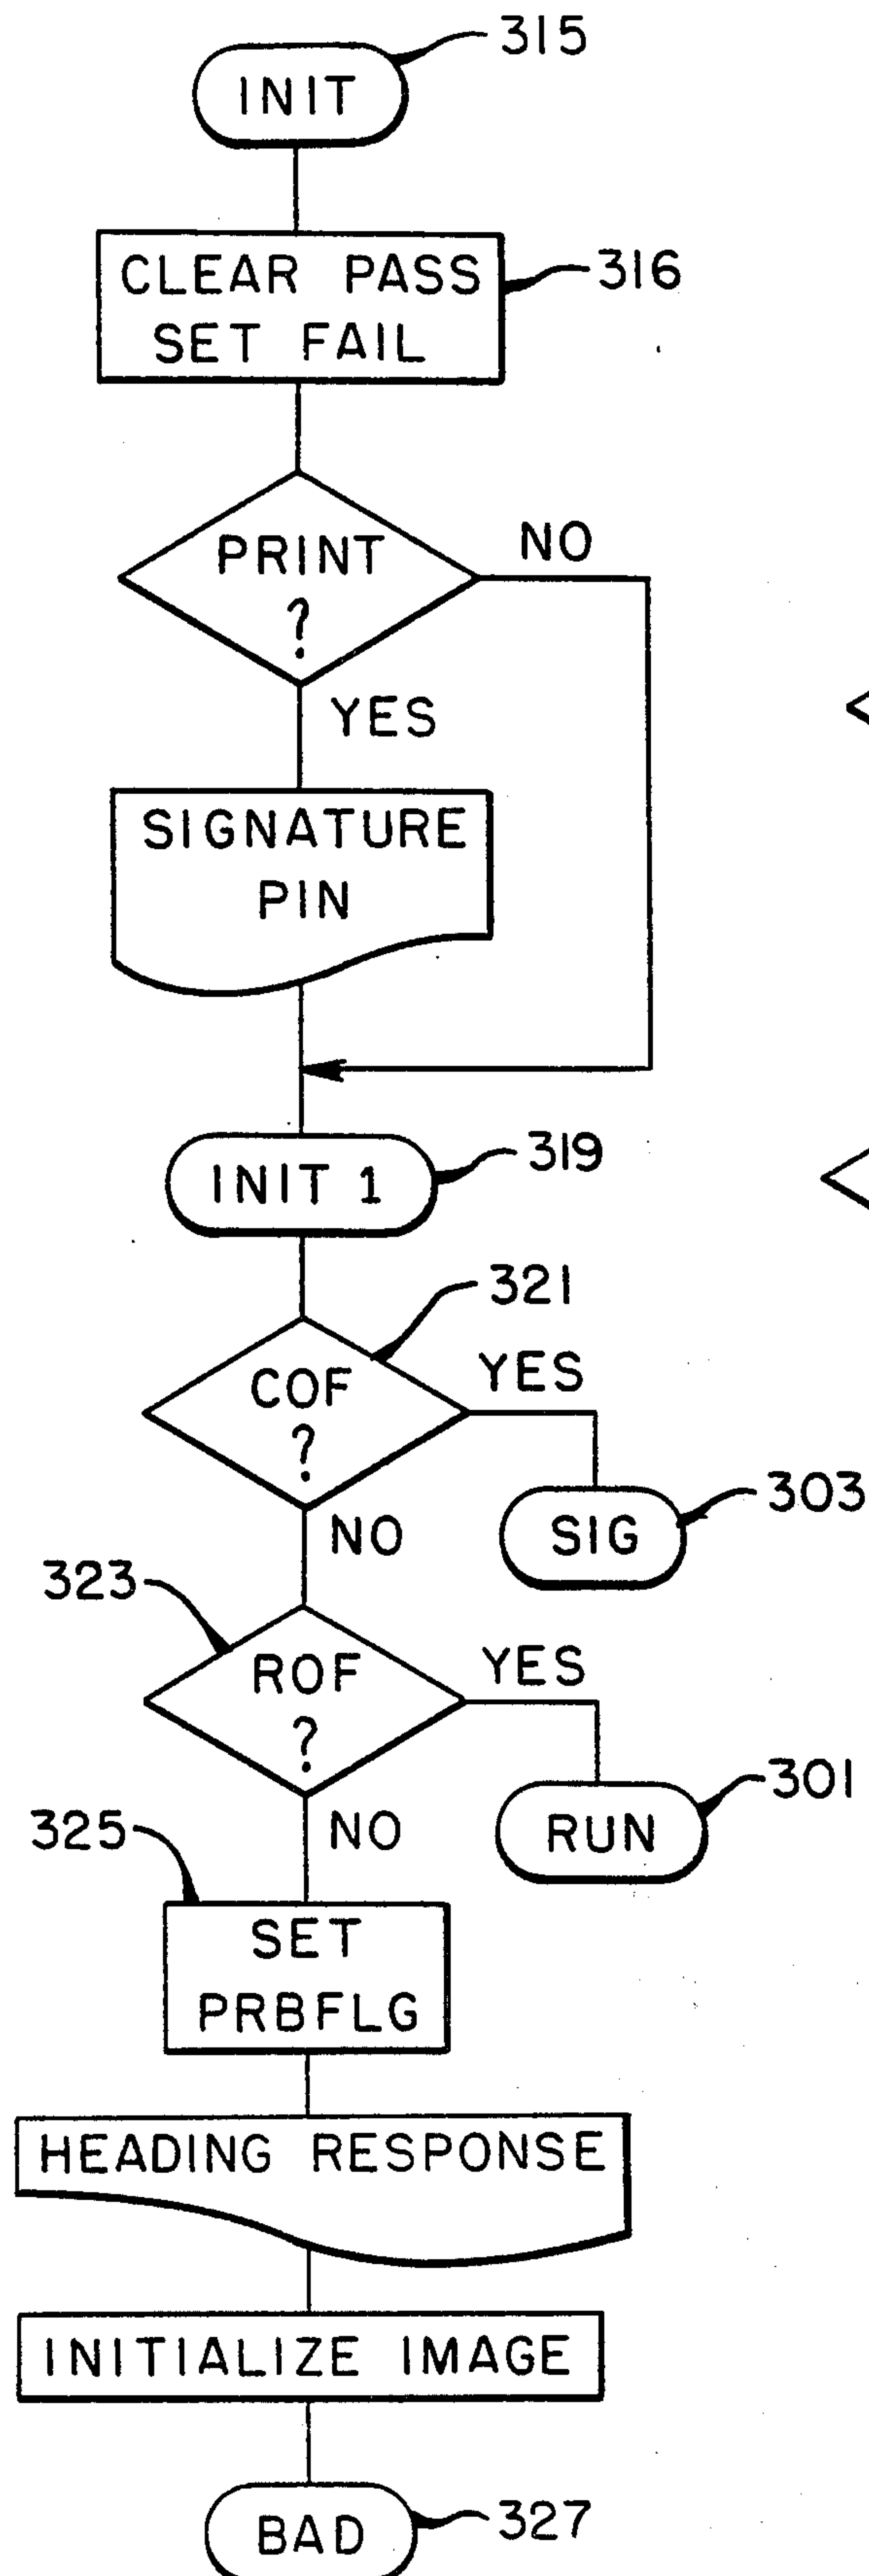 315
INIT
CLEAR PASS
SET FAIL
316
PRINT
?
NO
YES
SIGNATURE
PIN
INIT 1
319
321
COF
?
YES
SIG
303
NO
323
ROF
?
YES
RUN
301
NO
325
SET
PRBFLG
HEADING RESPONSE
INITIALIZE IMAGE
BAD
327